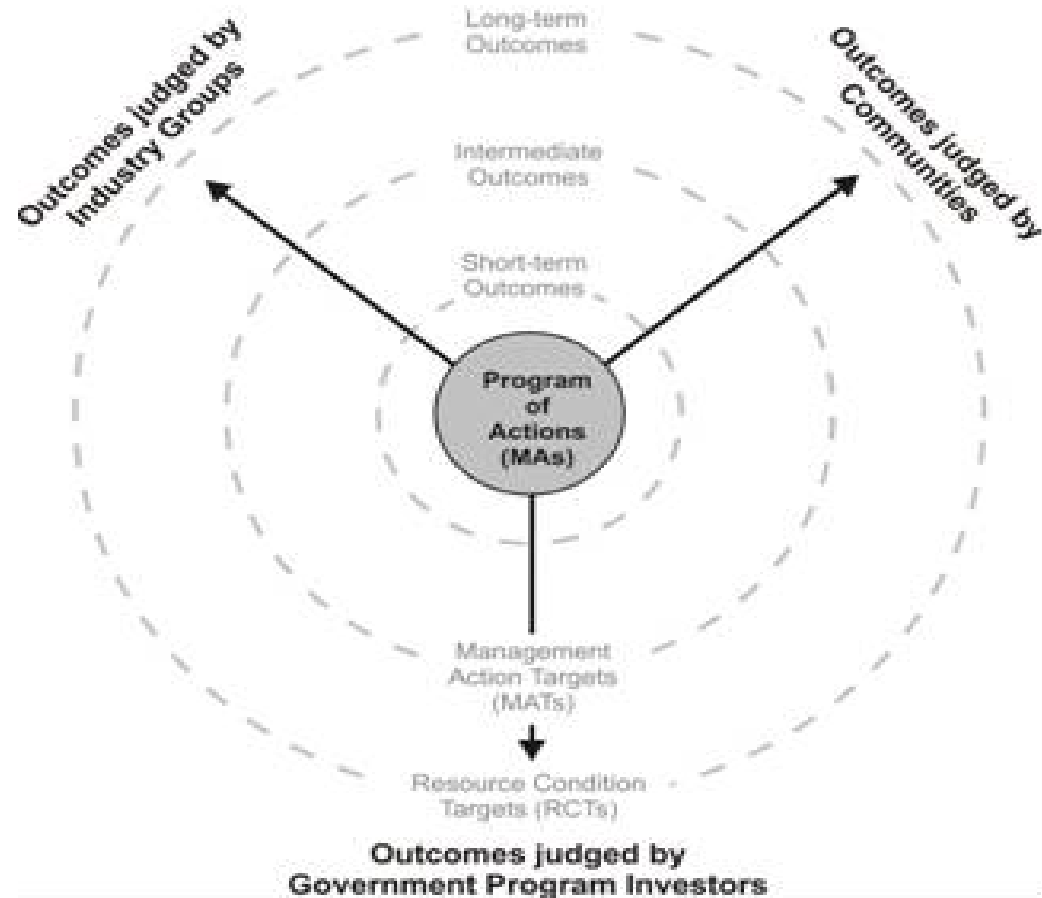 Long-term
Outcomes
Outcomes judged by
Industry Groups
Outcomes judged by
Communities
Intermediate
Outcomes
Short-term
Outcomes
Program
of
Actions
(MAs)
Management
Action Targets
(MATs)
Resource Condition
Targets (RCTs)
Outcomes judged by
Government Program Investors